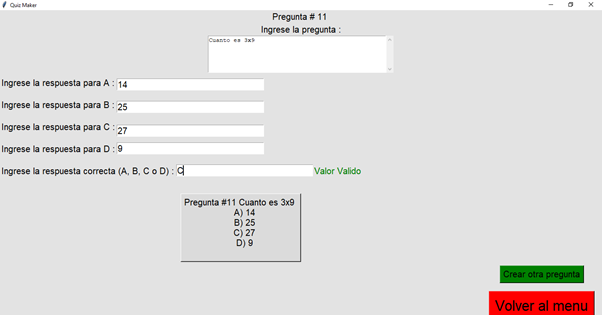 Quiz Maker
Pregunta # 11
Ingrese la pregunta :
Cuanto es 3x9
Ingrese la respuesta para A : 14
Ingrese la respuesta para B : 25
Ingrese la respuesta para C : 27
Ingrese la respuesta para D : 9
Ingrese la respuesta correcta (A, B, C o D) : C Valor Valido
Pregunta #11 Cuanto es 3x9
A) 14
B) 25
C) 27
D) 9
Crear otra pregunta
Volver al menu